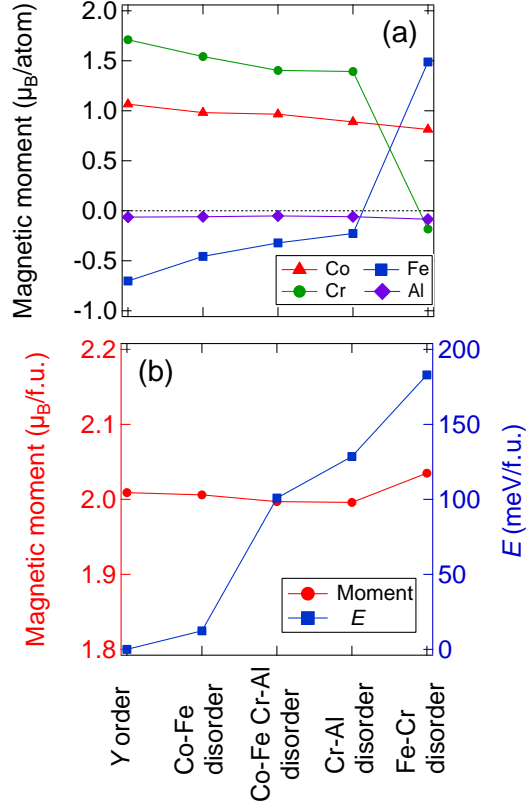 (a)
Magnetic moment (μB/atom)
2.0
1.5
1.0
0.5
0.0
-0.5
-1.0
Co
Fe
Cr
Al
(b)
Magnetic moment (μB/f.u.)
2.2
2.1
2.0
1.9
1.8
E (meV/f.u.)
200
150
100
50
0
Moment
E
Y order
Co-Fe
disorder
Co-Fe Cr-Al
disorder
Cr-Al
disorder
Fe-Cr
disorder